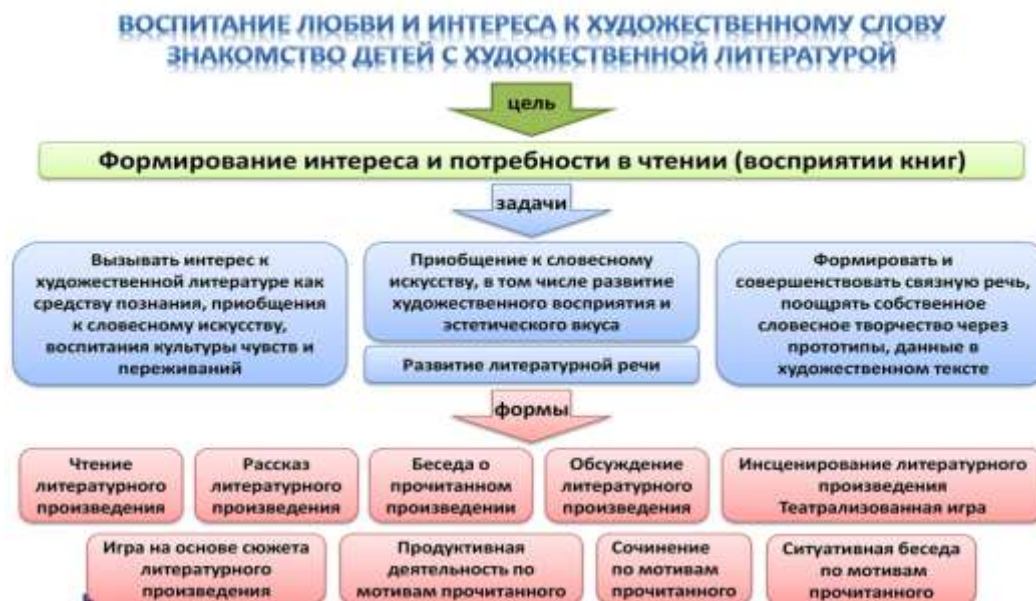 ВОСПИТАНИЕ ЛЮБВИ И ИНТЕРЕСА К ХУДОЖЕСТВЕННОМУ СЛОВУ
ЗНАКОМСТВО ДЕТЕЙ С ХУДОЖЕСТВЕННОЙ ЛИТЕРАТУРОЙ
цель
Формирование интереса и потребности в чтении (восприятии книг)
задачи
Вызывать интерес к
художественной литературе как
средству познания, приобщения
к словесному искусству,
воспитания культуры чувств и
переживаний
Приобщение к словесному
искусству, в том числе развитие
художественного восприятия и
эстетического вкуса
Развитие литературной речи
Формировать и
совершенствовать связную речь,
поощрять собственное
словесное творчество через
прототипы, данные в
художественном тексте
формы
Чтение
литературного
произведения
Рассказ
литературного
произведения
Беседа о
прочитанном
произведении
Обсуждение
литературного
произведения
Инсценирование литературного
произведения
Театрализованная игра
Игра на основе сюжета
литературного
произведения
Продуктивная
деятельность по
мотивам прочитанного
Сочинение
по мотивам
прочитанного
Ситуативная беседа
по мотивам
прочитанного